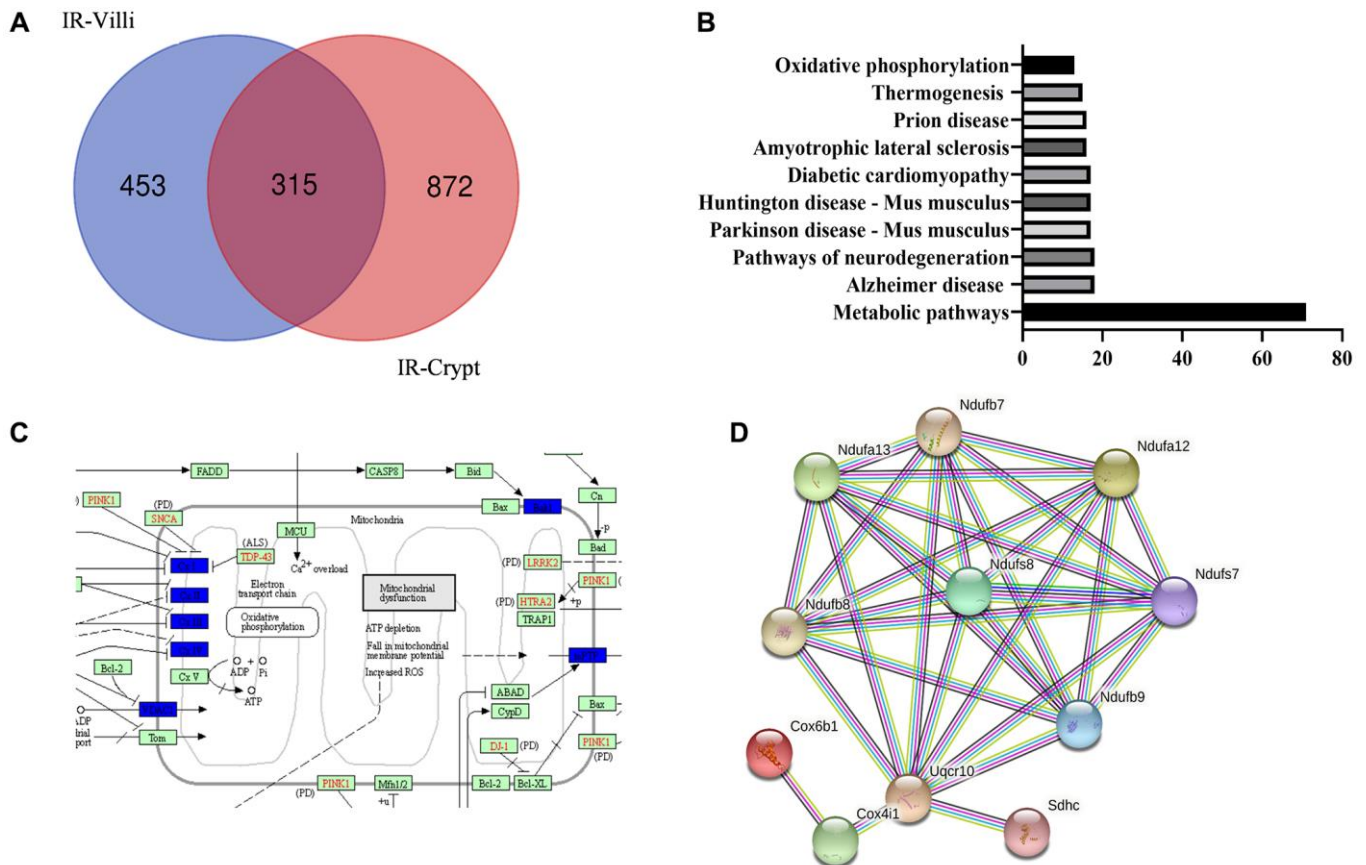 A
IR-Villi
453
315
872
IR-Crypt
B
Oxidative phosphorylation
Thermogenesis
Prion disease
Amyotrophic lateral sclerosis
Diabetic cardiomyopathy
Huntington disease - Mus musculus
Parkinson disease - Mus musculus
Pathways of neurodegeneration
Alzheimer disease
Metabolic pathways
0 20 40 60 80
C
FADD
CASP8
Bid
PINK1
(PD)
SNCA
Bax
Cn
-p
Mitochondria
MCU
Bad
(ALS)
TDP-43
Ca2+ overload
(PD)
LRRK2
PINK1
Electron
transport chain
Mitochondrial
dysfunction
(PD)
HTRA2
+p
TRAP1
Oxidative
phosphorylation
ATP depletion
Fall in mitochondrial
membrane potential
Increased ROS
Bcl-2
Cx V
ADP
+
Pi
ATP
ABAD
CypD
Bax
Tom
DJ-1
(PD)
PINK1
(PD)
PINK1
(PD)
Mfn1/2
+u
Bcl-2
Bcl-XL
D
Ndufb7
Ndufa13
Ndufa12
Ndufs8
Ndufs7
Ndufb8
Ndufb9
Cox6b1
Uqcr10
Cox4i1
Sdhc